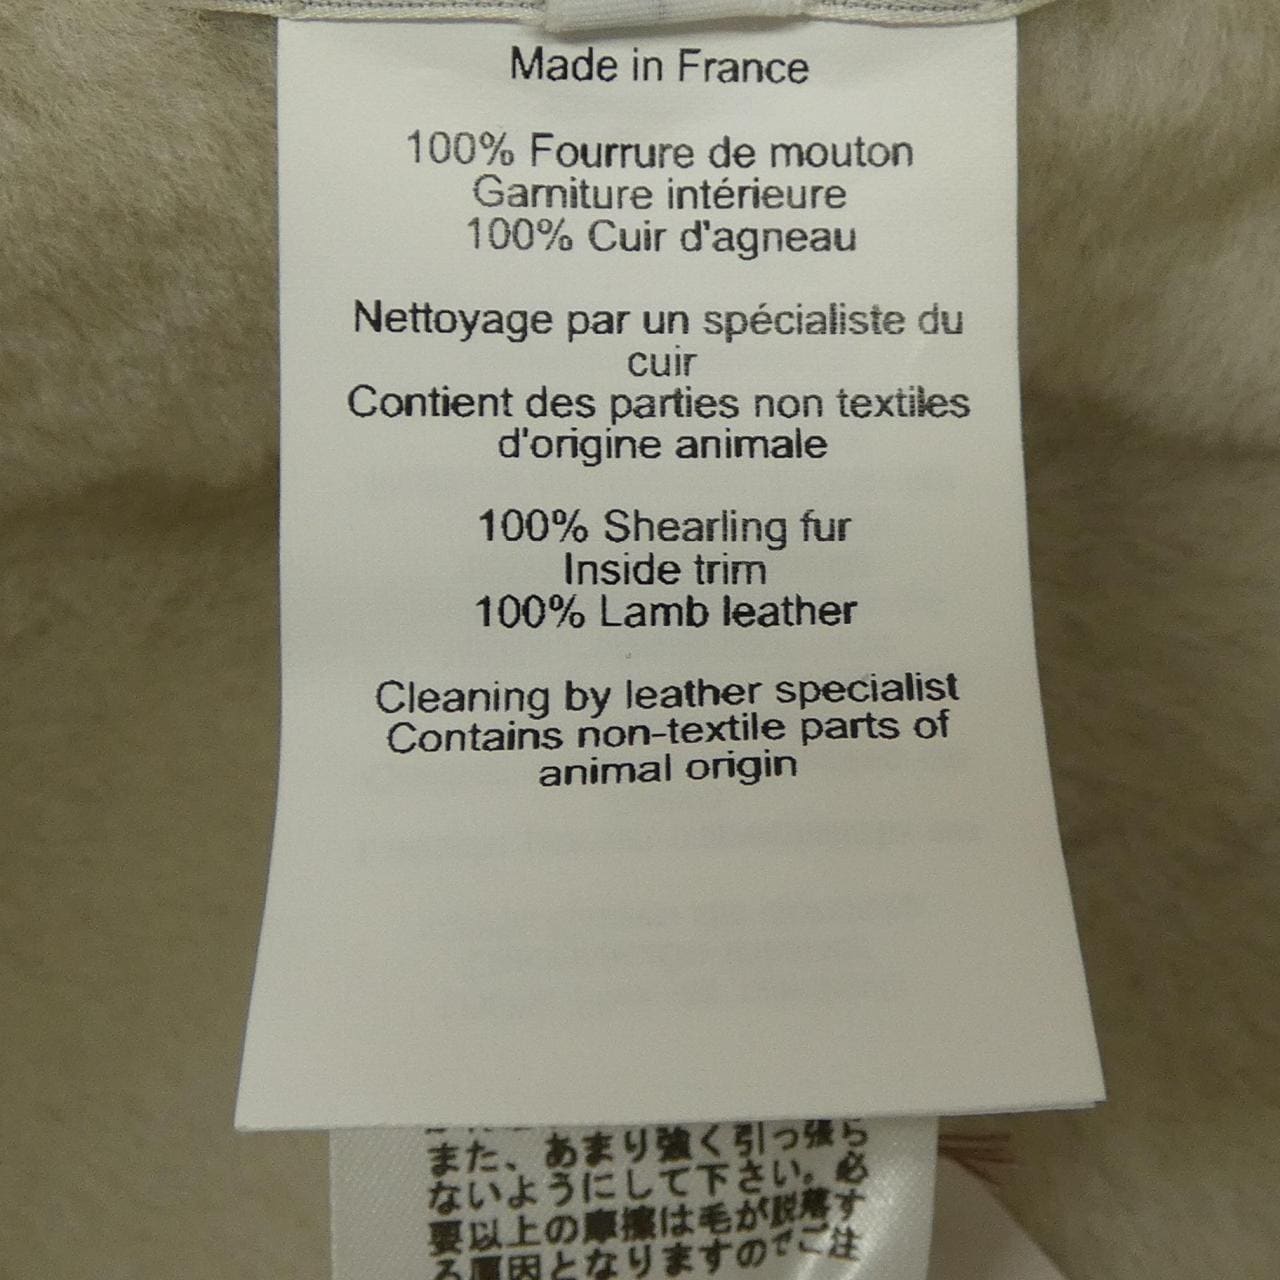 Made in France
100% Fourrure de mouton
Garniture intérieure
100% Cuir d'agneau
Nettoyage par un spécialiste du
cuir
Contient des parties non textiles
d'origine animale
100% Shearling fur
Inside trim
100% Lamb leather
Cleaning by leather specialist
Contains non-textile parts of
animal origin
また、あまり強く引っ張ら
ないようにして下さい。必
要以上の摩擦は毛が脱落す
る原因となりますのでご注